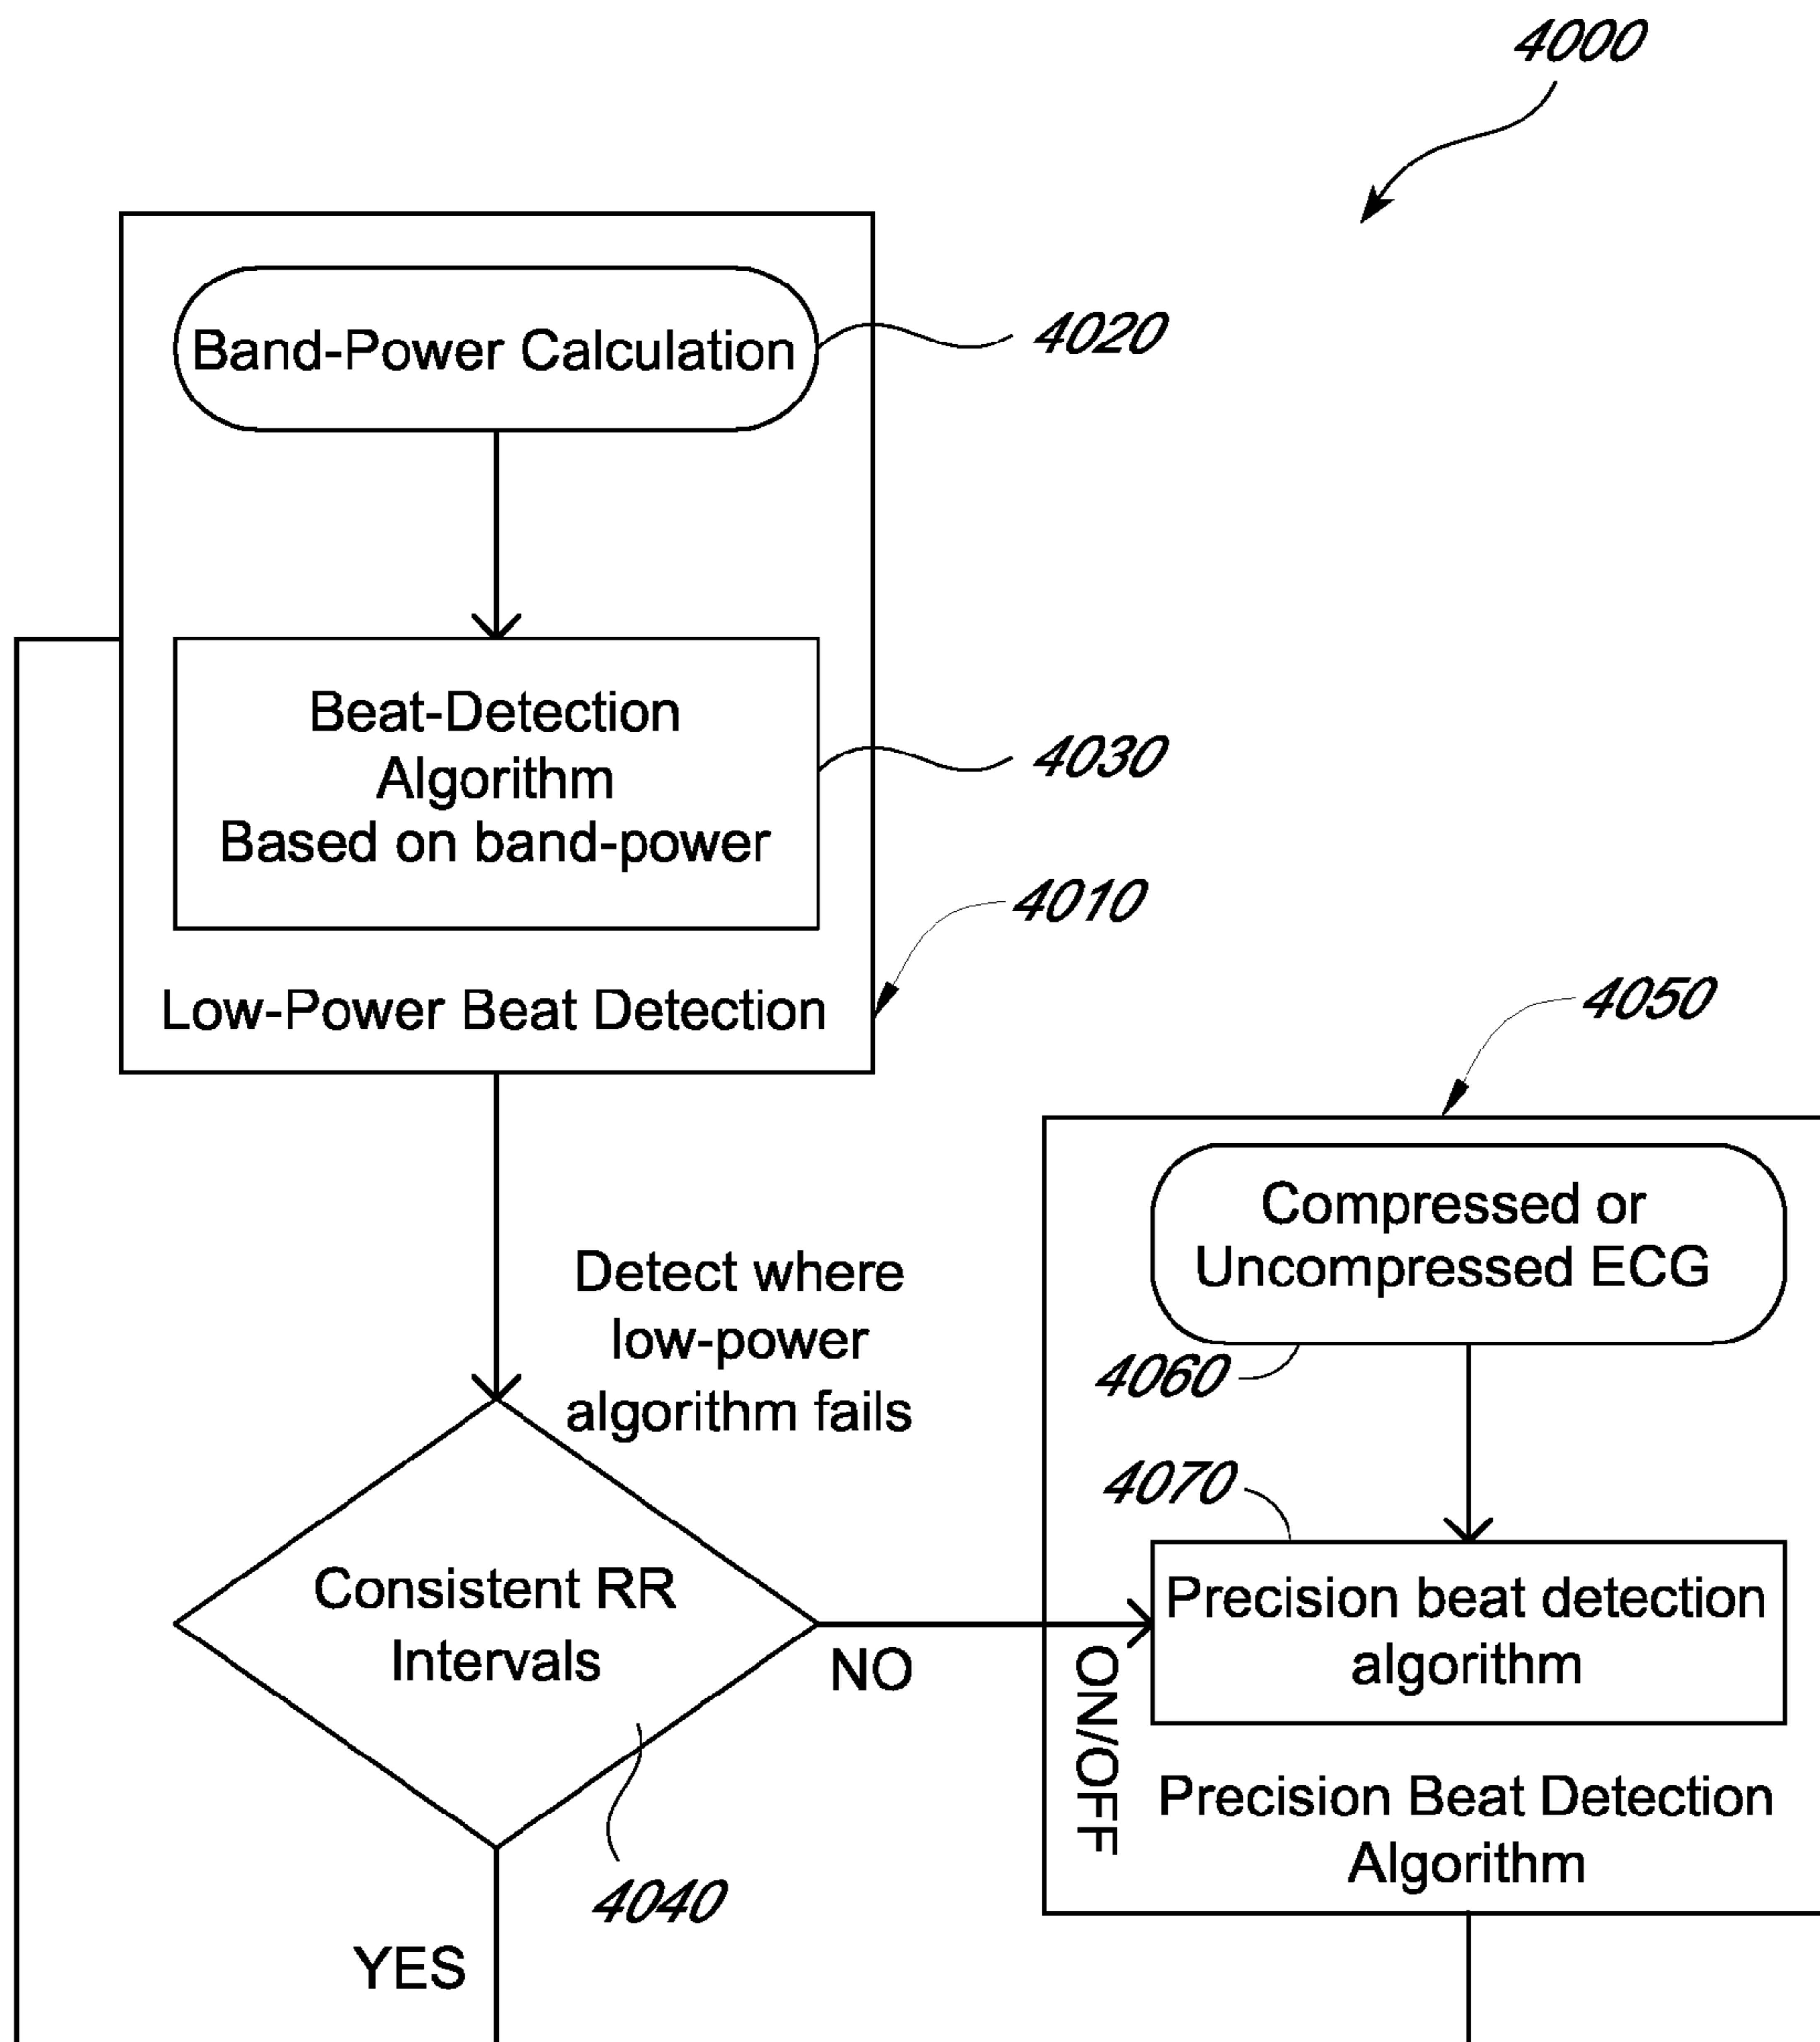 4000
Band-Power Calculation
4020
Beat-Detection
Algorithm
Based on band-power
4030
4010
Low-Power Beat Detection
4050
Compressed or
Uncompressed ECG
4060
Detect where
low-power
algorithm fails
4070
Consistent RR
Intervals
NO
ON/OFF
Precision beat detection
algorithm
Precision Beat Detection
Algorithm
4040
YES